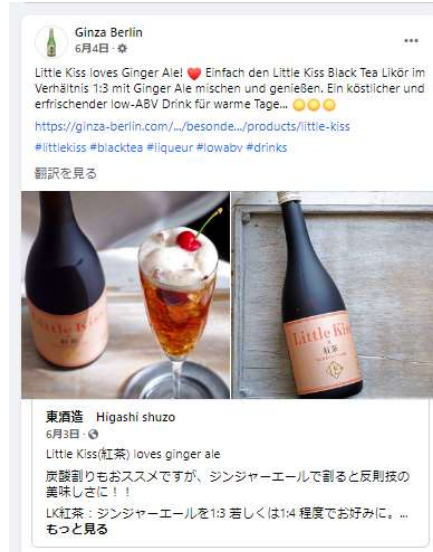 Ginza Berlin
6月4日 ·
Little Kiss loves Ginger Ale! ❤️ Einfach den Little Kiss Black Tea Likör im
Verhältnis 1:3 mit Ginger Ale mischen und genießen. Ein köstlicher und
erfrischender low-ABV Drink für warme Tage... 🌕🌕🌕
https://ginza-berlin.com/.../besonde.../products/little-kiss
#littlekiss #blacktea #liqueur #lowabv #drinks
翻訳を見る
Little Kiss
Little Kiss
紅茶
東酒造 Higashi shuzo
6月3日 ·
Little Kiss(紅茶) loves ginger ale
炭酸割りもおススメですが、ジンジャーエールで割ると反則技の
美味しさに！！
LK紅茶：ジンジャーエールを1:3 若しくは1:4 程度でお好みに。...
もっと見る